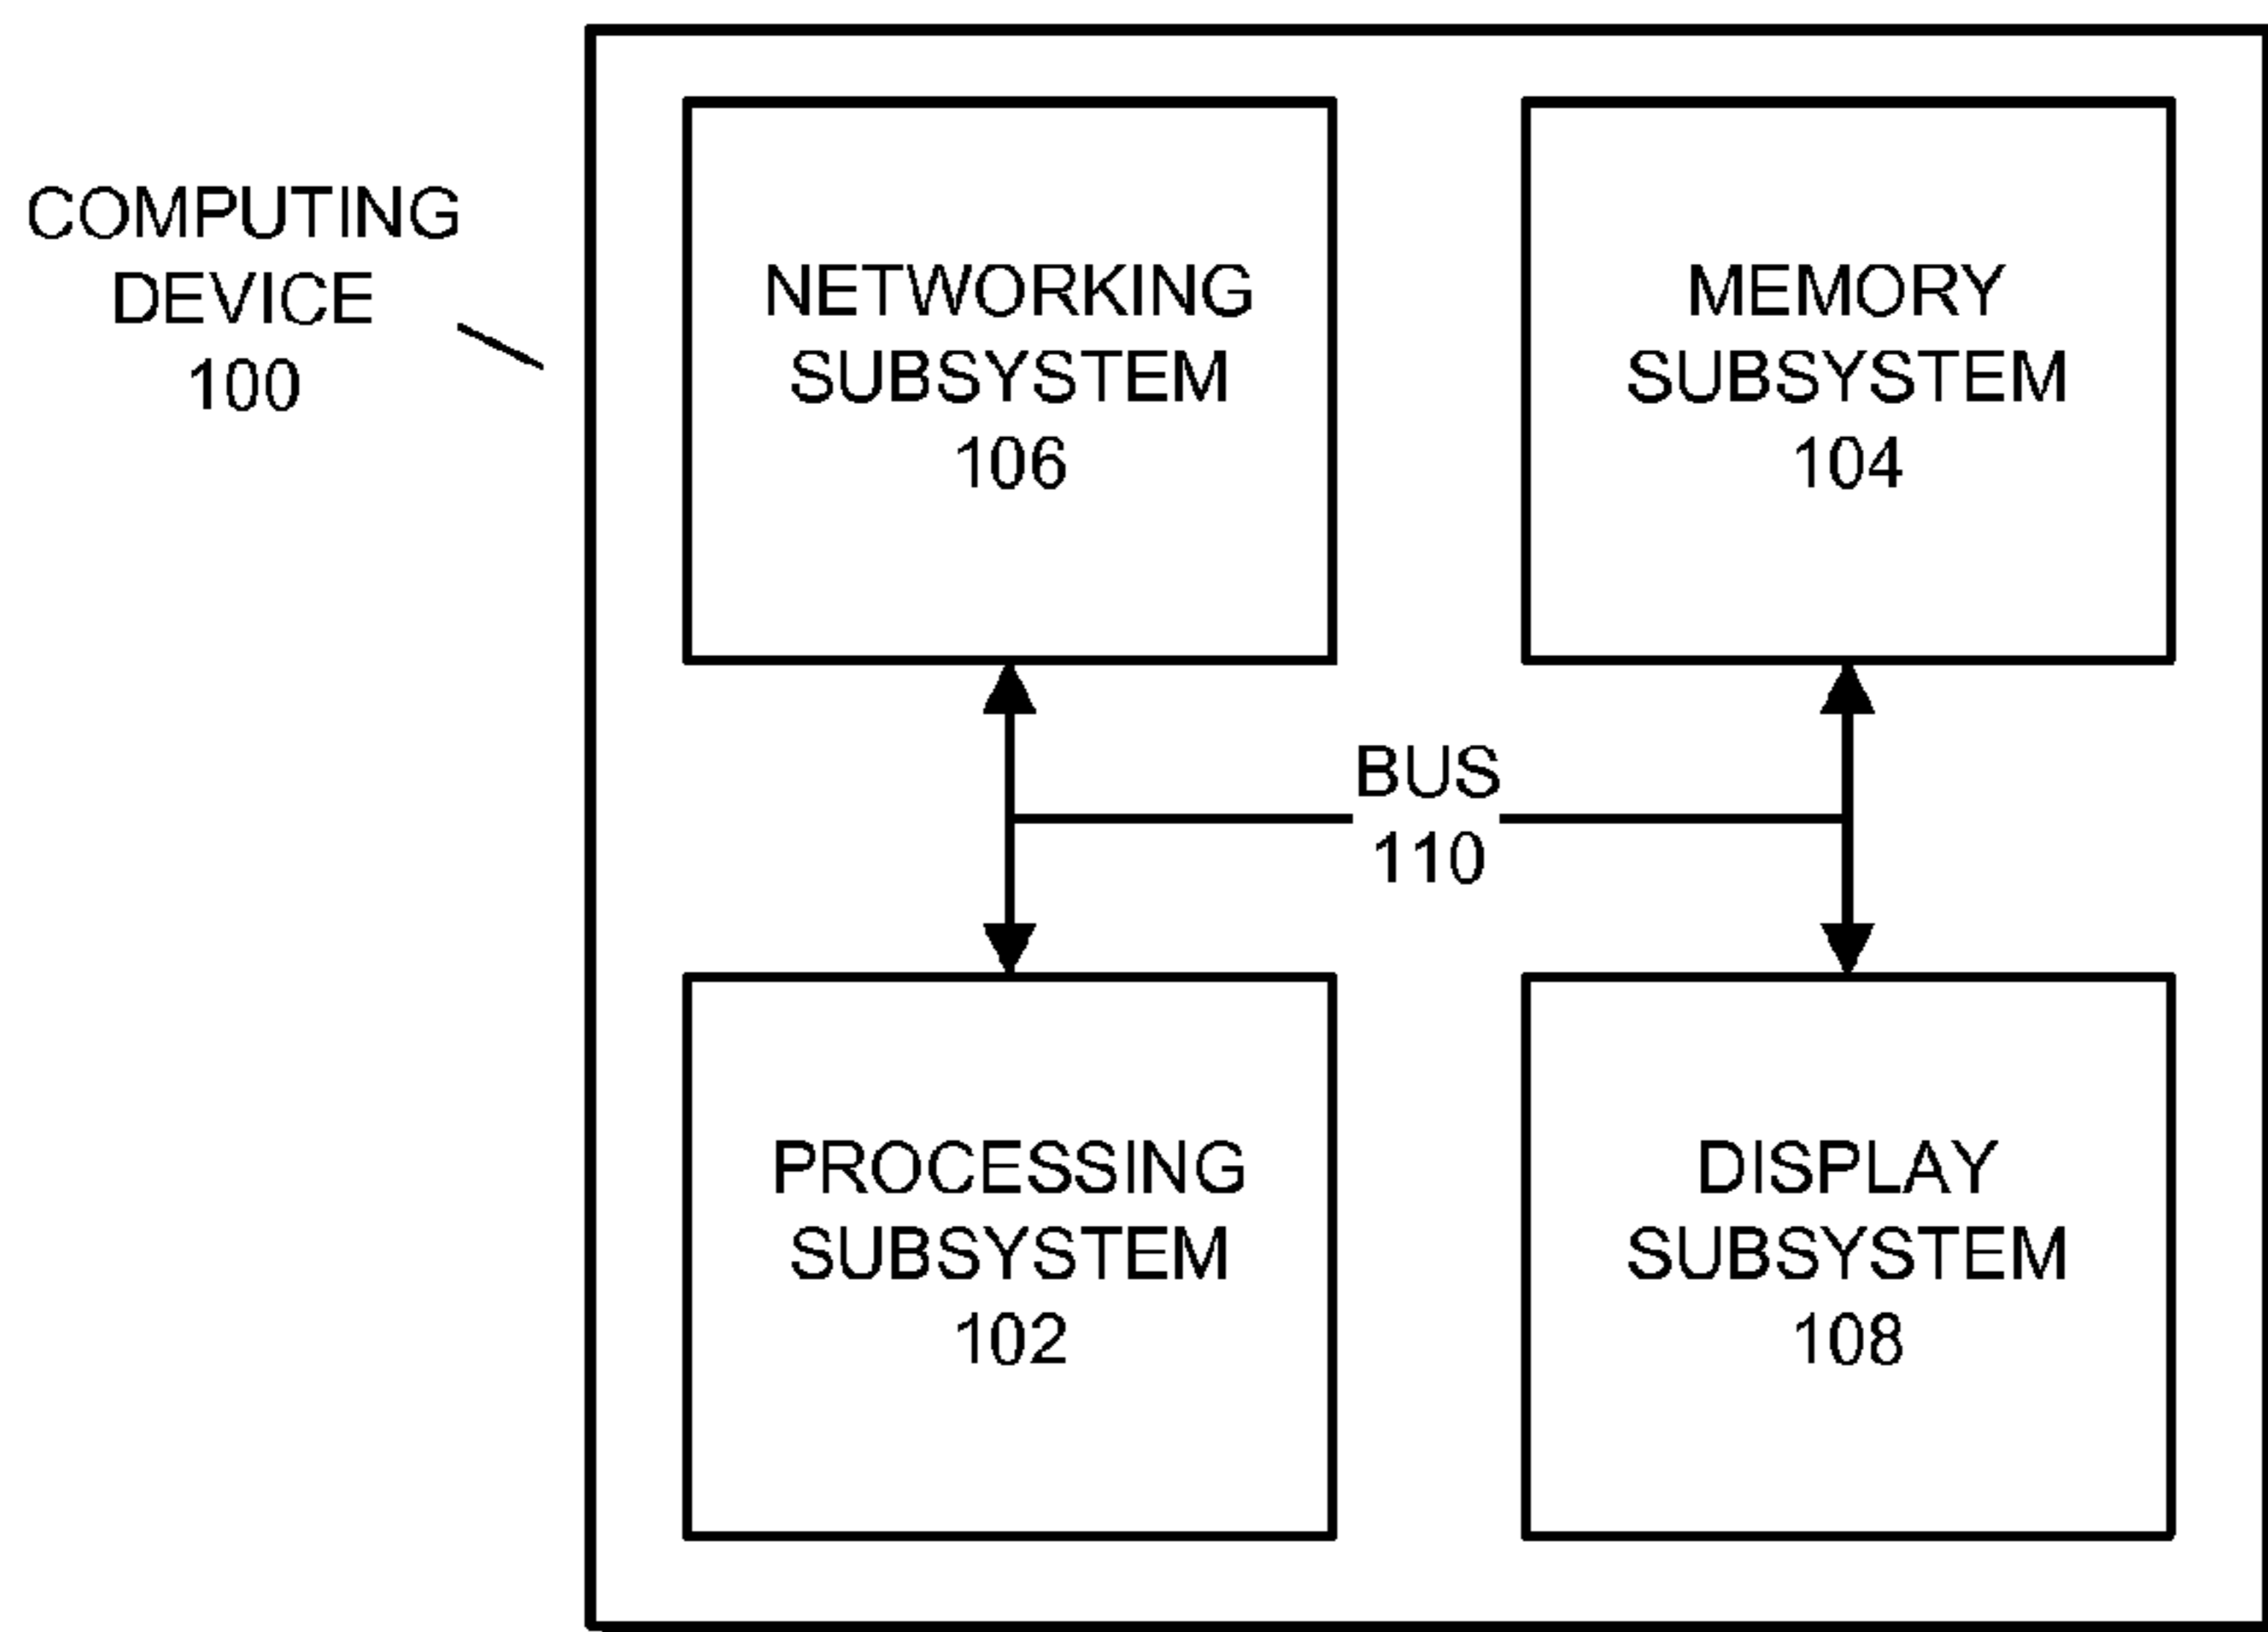 COMPUTING
DEVICE
100
NETWORKING
SUBSYSTEM
106
MEMORY
SUBSYSTEM
104
BUS
110
PROCESSING
SUBSYSTEM
102
DISPLAY
SUBSYSTEM
108